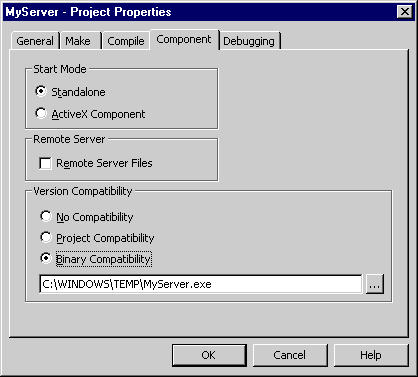 MyServer - Project Properties
General Make Compile Component Debugging
Start Mode
Standalone
ActiveX Component
Remote Server
Remote Server Files
Version Compatibility
No Compatibility
Project Compatibility
Binary Compatibility
C:\WINDOWS\TEMP\MyServer.exe ...
OK Cancel Help